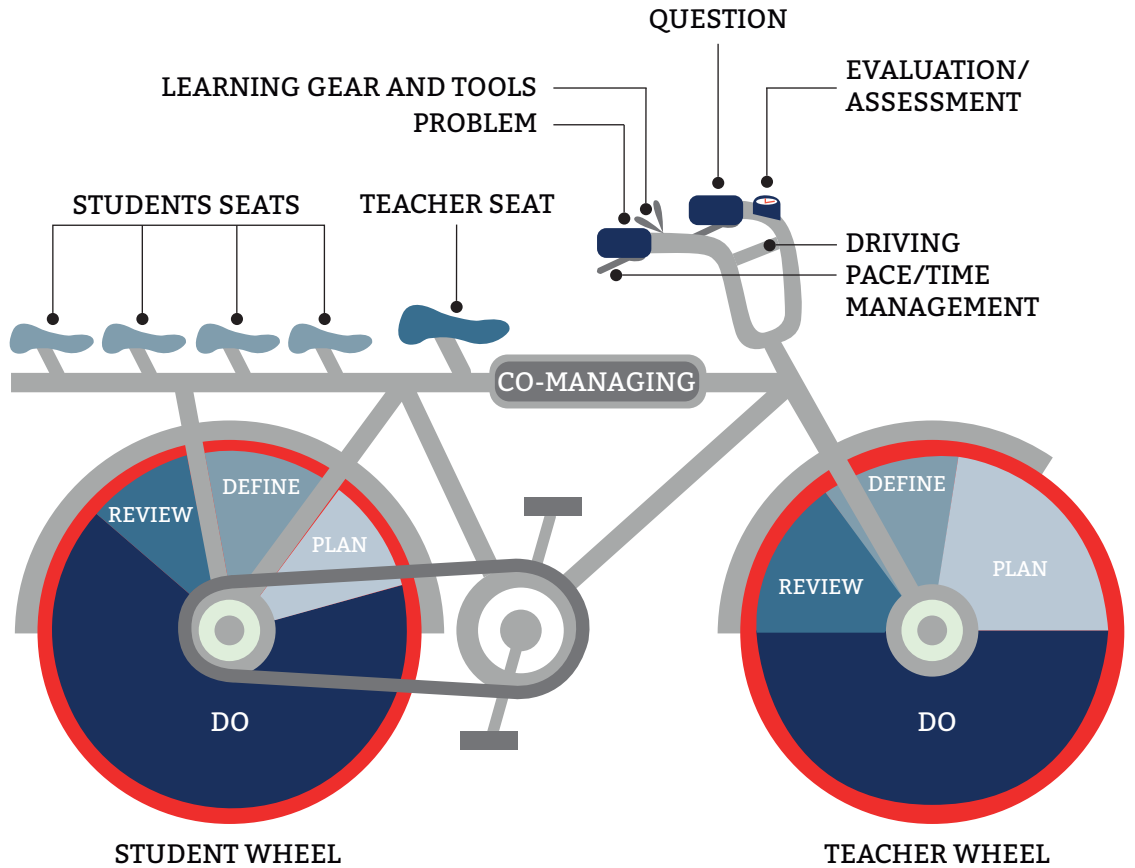 QUESTION
LEARNING GEAR AND TOOLS
PROBLEM
EVALUATION/
ASSESSMENT
STUDENTS SEATS
TEACHER SEAT
DRIVING
PACE/TIME
MANAGEMENT
CO-MANAGING
REVIEW
DEFINE
PLAN
DO
DEFINE
REVIEW
PLAN
DO
STUDENT WHEEL
TEACHER WHEEL